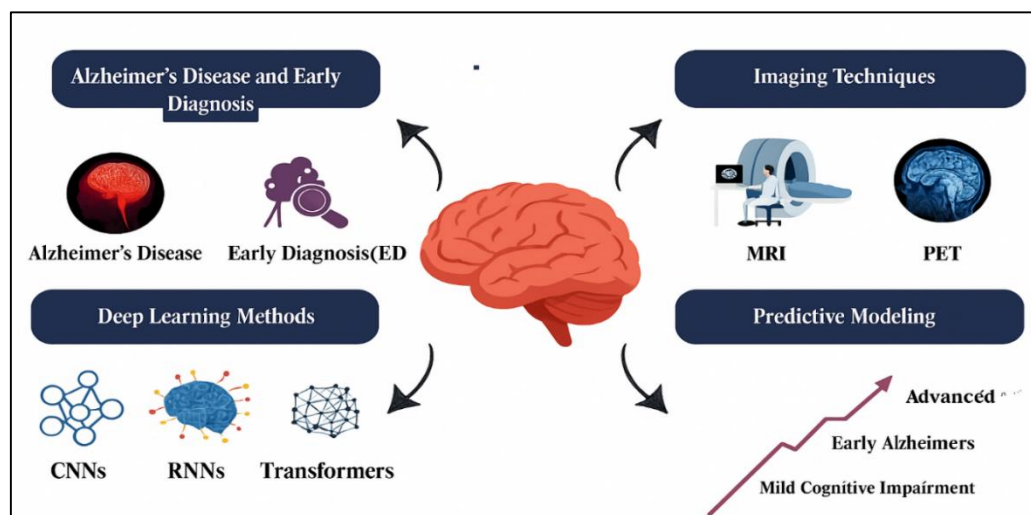 Alzheimer's Disease and Early
Diagnosis
Imaging Techniques
Alzheimer's Disease
Early Diagnosis(ED
MRI
PET
Deep Learning Methods
Predictive Modeling
CNNs
RNNs
Transformers
Advancéd
Early Alzheimers
Mild Cognitive Impairment